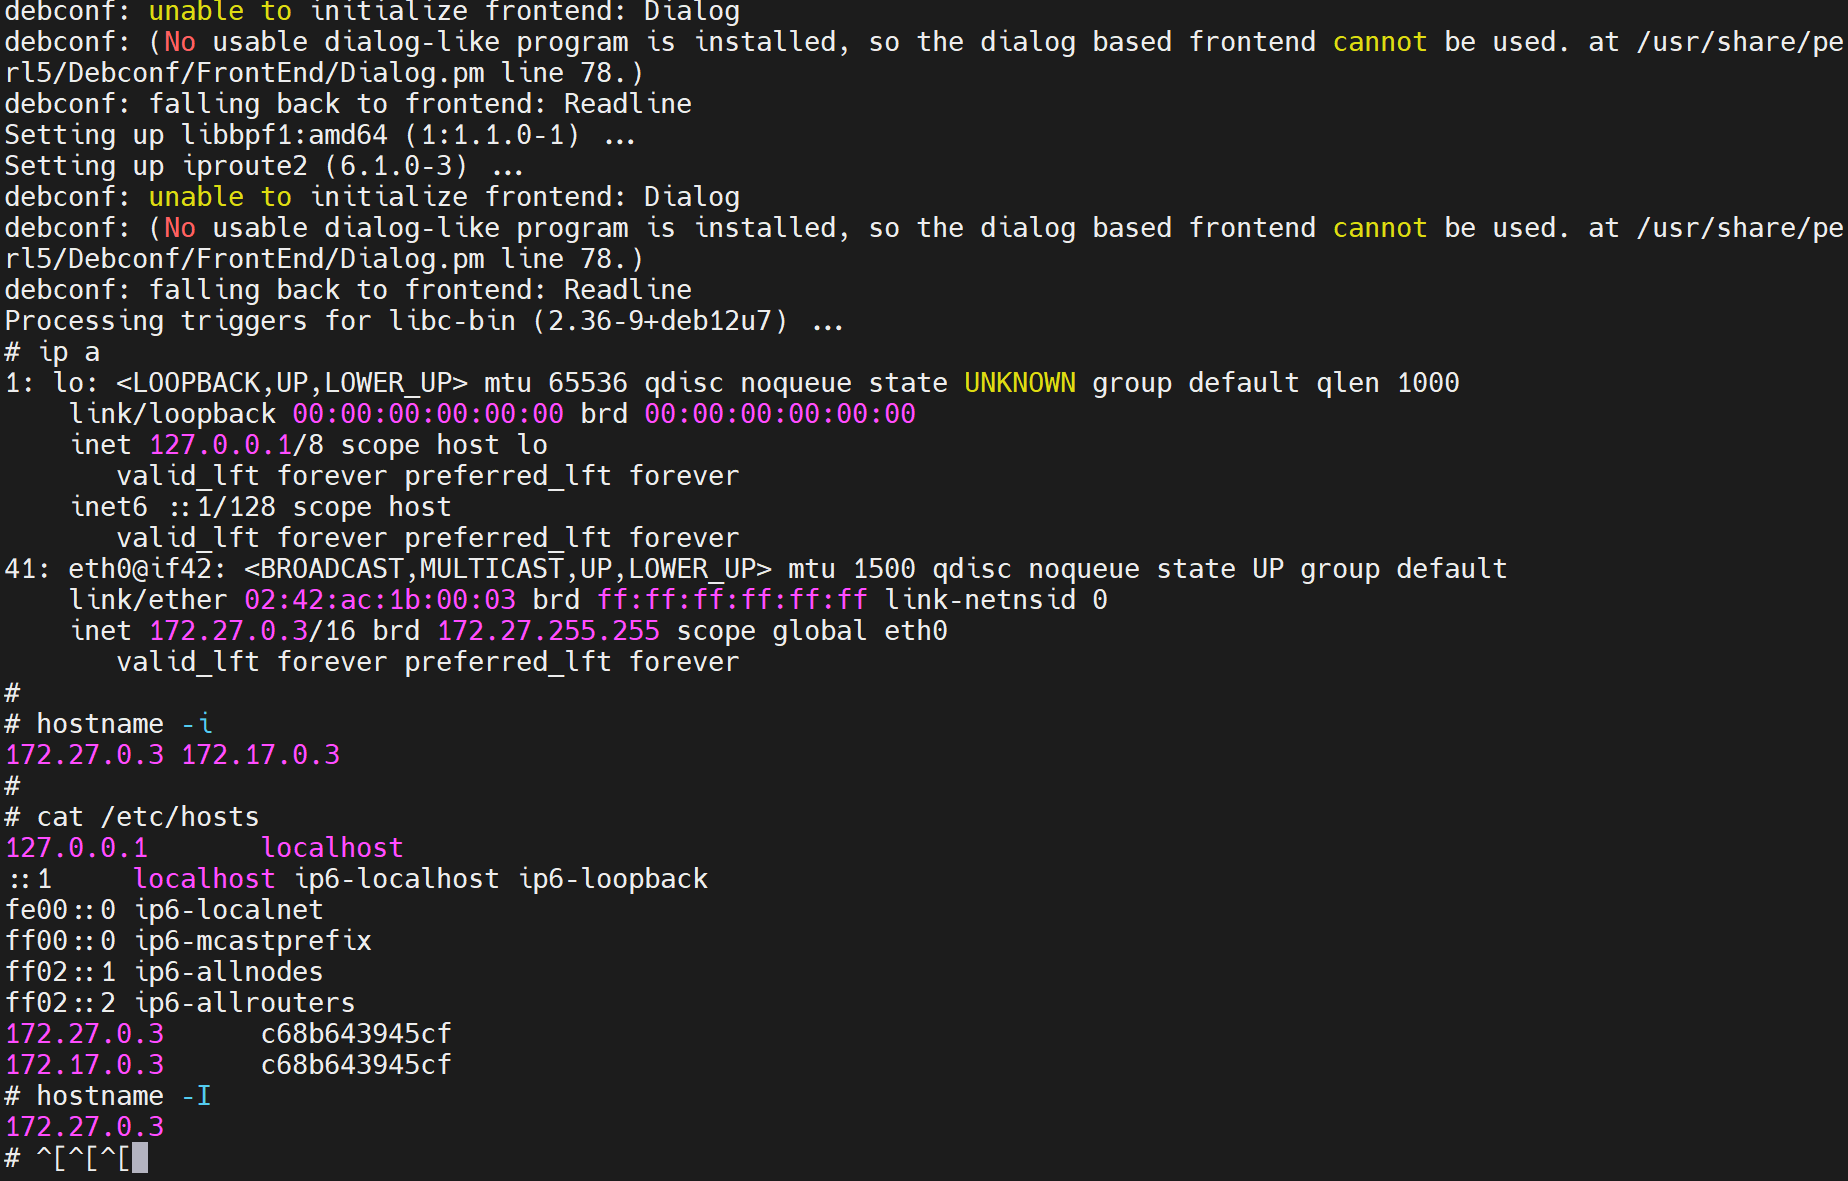 debconf: unable to initialize frontend: Dialog
debconf: (No usable dialog-like program is installed, so the dialog based frontend cannot be used. at /usr/share/pe
rl5/Debconf/FrontEnd/Dialog.pm line 78.)
debconf: falling back to frontend: Readline
Setting up libbpf1:amd64 (1:1.1.0-1) ...
Setting up iproute2 (6.1.0-3) ...
debconf: unable to initialize frontend: Dialog
debconf: (No usable dialog-like program is installed, so the dialog based frontend cannot be used. at /usr/share/pe
rl5/Debconf/FrontEnd/Dialog.pm line 78.)
debconf: falling back to frontend: Readline
Processing triggers for libc-bin (2.36-9+deb12u7) ...
# ip a
1: lo: <LOOPBACK,UP,LOWER_UP> mtu 65536 qdisc noqueue state UNKNOWN group default qlen 1000
    link/loopback 00:00:00:00:00:00 brd 00:00:00:00:00:00
    inet 127.0.0.1/8 scope host lo
       valid_lft forever preferred_lft forever
    inet6 ::1/128 scope host
       valid_lft forever preferred_lft forever
41: eth0@if42: <BROADCAST,MULTICAST,UP,LOWER_UP> mtu 1500 qdisc noqueue state UP group default
    link/ether 02:42:ac:1b:00:03 brd ff:ff:ff:ff:ff:ff link-netnsid 0
    inet 172.27.0.3/16 brd 172.27.255.255 scope global eth0
       valid_lft forever preferred_lft forever
#
# hostname -i
172.27.0.3 172.17.0.3
#
# cat /etc/hosts
127.0.0.1       localhost
::1     localhost ip6-localhost ip6-loopback
fe00::0 ip6-localnet
ff00::0 ip6-mcastprefix
ff02::1 ip6-allnodes
ff02::2 ip6-allrouters
172.27.0.3      c68b643945cf
172.17.0.3      c68b643945cf
# hostname -I
172.27.0.3
# ^[^[^[